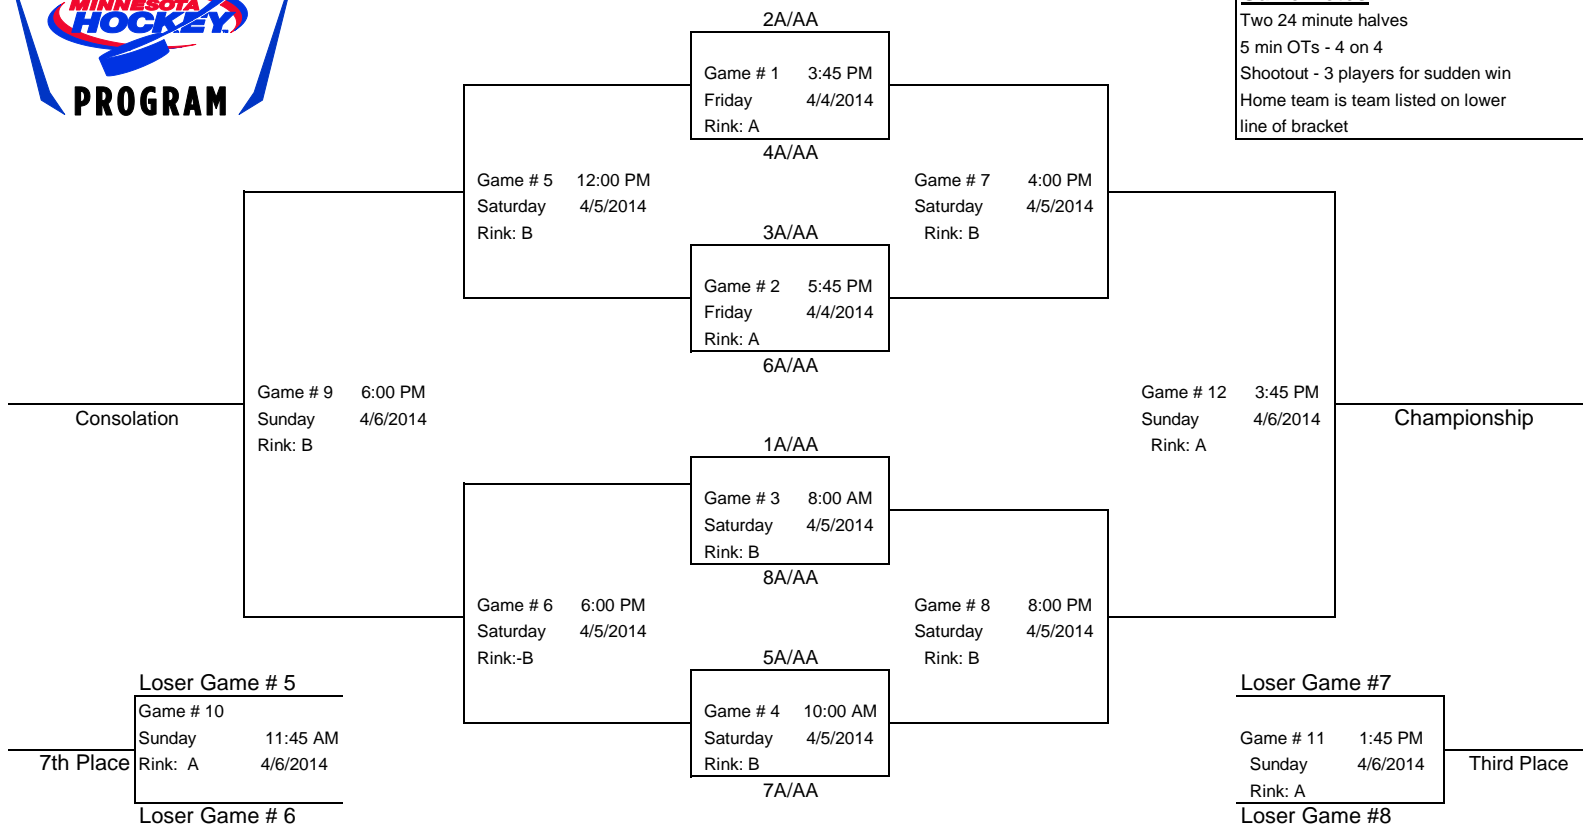 MINNESOTA
HOCKEY
PROGRAM
Two 24 minute halves
5 min OTs - 4 on 4
Shootout - 3 players for sudden win
Home team is team listed on lower
line of bracket
2A/AA
Game # 1 3:45 PM
Friday 4/4/2014
Rink: A
4A/AA
Game # 5 12:00 PM
Saturday 4/5/2014
Rink: B
Game # 7 4:00 PM
Saturday 4/5/2014
Rink: B
3A/AA
Game # 2 5:45 PM
Friday 4/4/2014
Rink: A
6A/AA
Game # 9 6:00 PM
Sunday 4/6/2014
Rink: B
Consolation
Game # 12 3:45 PM
Sunday 4/6/2014
Rink: A
Championship
1A/AA
Game # 3 8:00 AM
Saturday 4/5/2014
Rink: B
8A/AA
Game # 6 6:00 PM
Saturday 4/5/2014
Rink:-B
Game # 8 8:00 PM
Saturday 4/5/2014
Rink: B
5A/AA
Game # 4 10:00 AM
Saturday 4/5/2014
Rink: B
7A/AA
Loser Game # 5
Game # 10
Sunday 11:45 AM
7th Place Rink: A 4/6/2014
Loser Game # 6
Loser Game #7
Game # 11 1:45 PM
Sunday 4/6/2014
Rink: A
Third Place
Loser Game #8